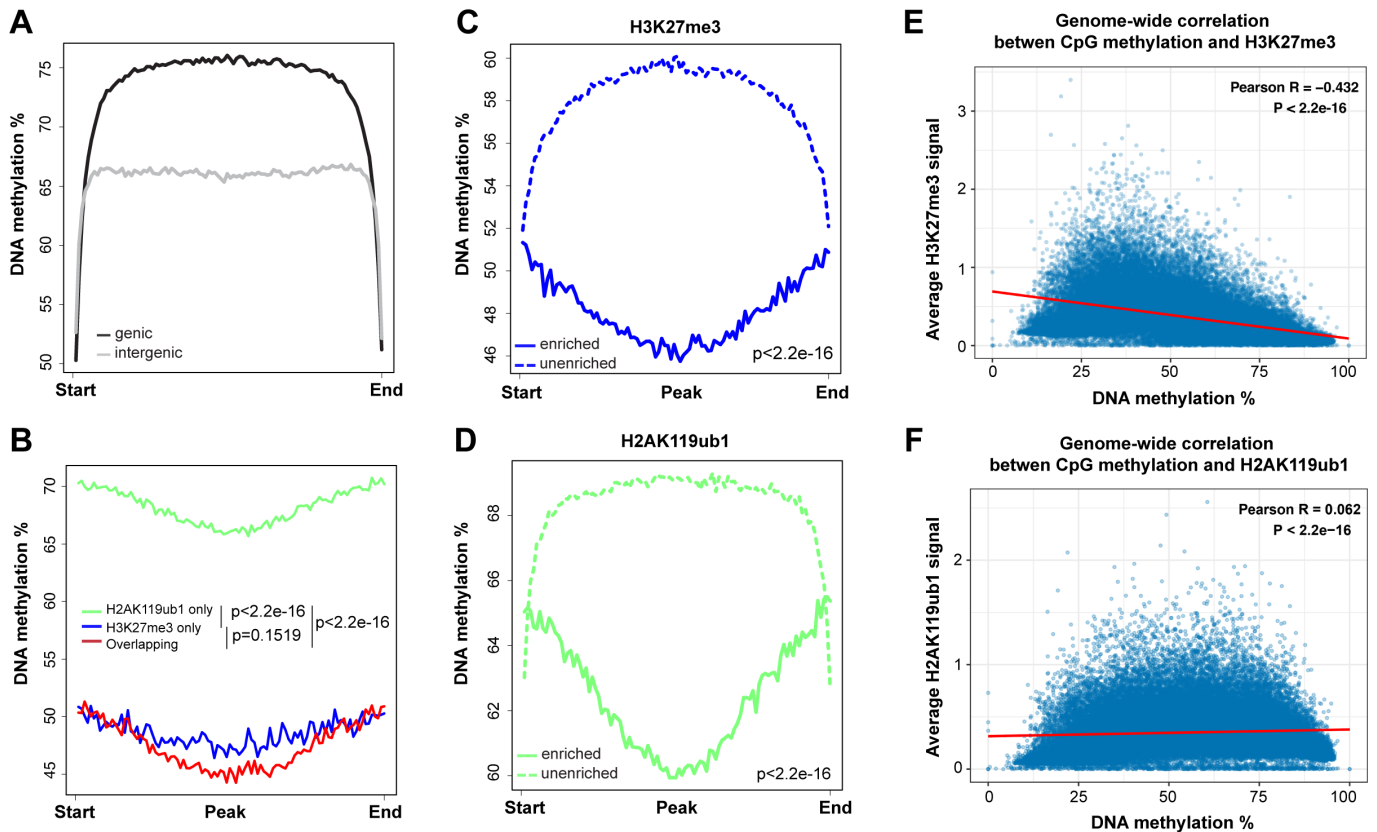 A
DNA methylation %
75
70
65
60
55
50
genic
intergenic
Start
End
B
DNA methylation %
70
65
60
55
50
45
H2AK119ub1 only
H3K27me3 only
Overlapping
p<2.2e-16
p=0.1519
p<2.2e-16
Start
Peak
End
C
H3K27me3
DNA methylation %
60
58
56
54
52
50
48
46
enriched
unenriched
p<2.2e-16
Start
Peak
End
D
H2AK119ub1
DNA methylation %
68
66
64
62
60
enriched
unenriched
p<2.2e-16
Start
Peak
End
E
Genome-wide correlation
betwen CpG methylation and H3K27me3
Pearson R = −0.432
P < 2.2e-16
Average H3K27me3 signal
3
2
1
0
0
25
50
75
100
DNA methylation %
F
Genome-wide correlation
betwen CpG methylation and H2AK119ub1
Pearson R = 0.062
P < 2.2e−16
Average H2AK119ub1 signal
2
1
0
0
25
50
75
100
DNA methylation %